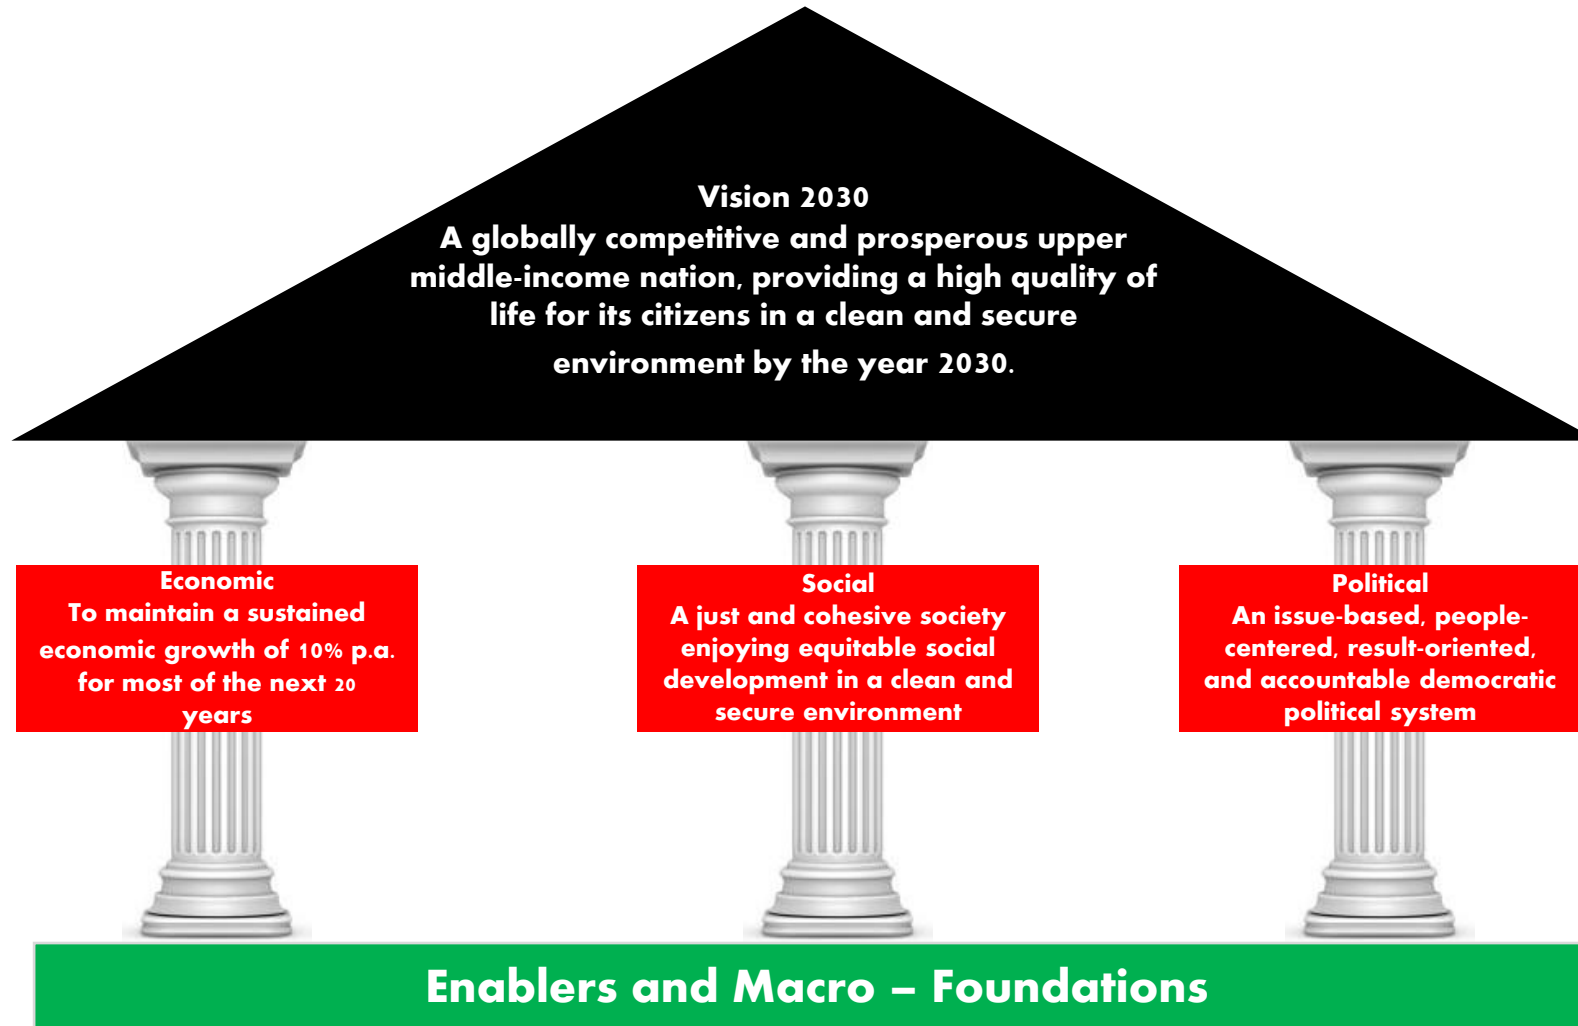 Vision 2030
A globally competitive and prosperous upper
middle-income nation, providing a high quality of
life for its citizens in a clean and secure
environment by the year 2030.
Economic
To maintain a sustained
economic growth of 10% p.a.
for most of the next 20
years
Social
A just and cohesive society
enjoying equitable social
development in a clean and
secure environment
Political
An issue-based, people-
centered, result-oriented,
and accountable democratic
political system
Enablers and Macro – Foundations